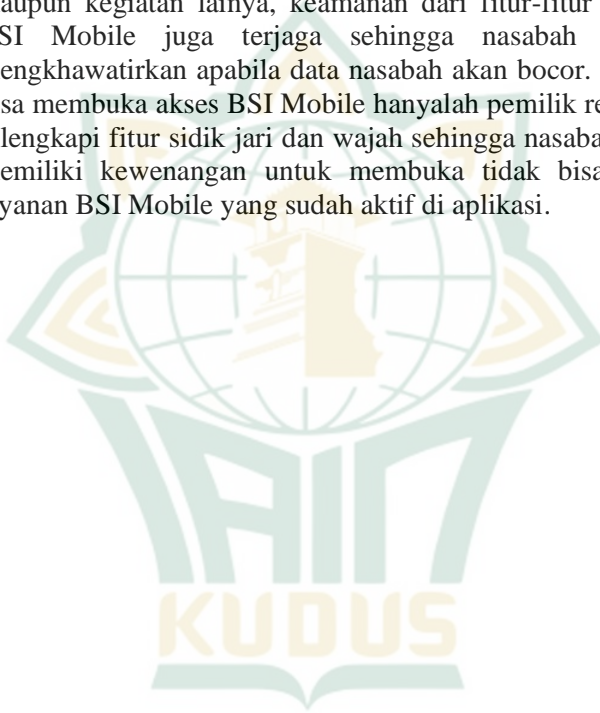 aupun kegiatan lainya, keamanan dari fitur-fitur
SI Mobile juga terjaga sehingga nasabah
engkhawatirkan apabila data nasabah akan bocor.
sa membuka akses BSI Mobile hanyalah pemilik re
lengkapi fitur sidik jari dan wajah sehingga nasaba
emiliki kewenangan untuk membuka tidak bisa
yanan BSI Mobile yang sudah aktif di aplikasi.
IAIN
KUDUS